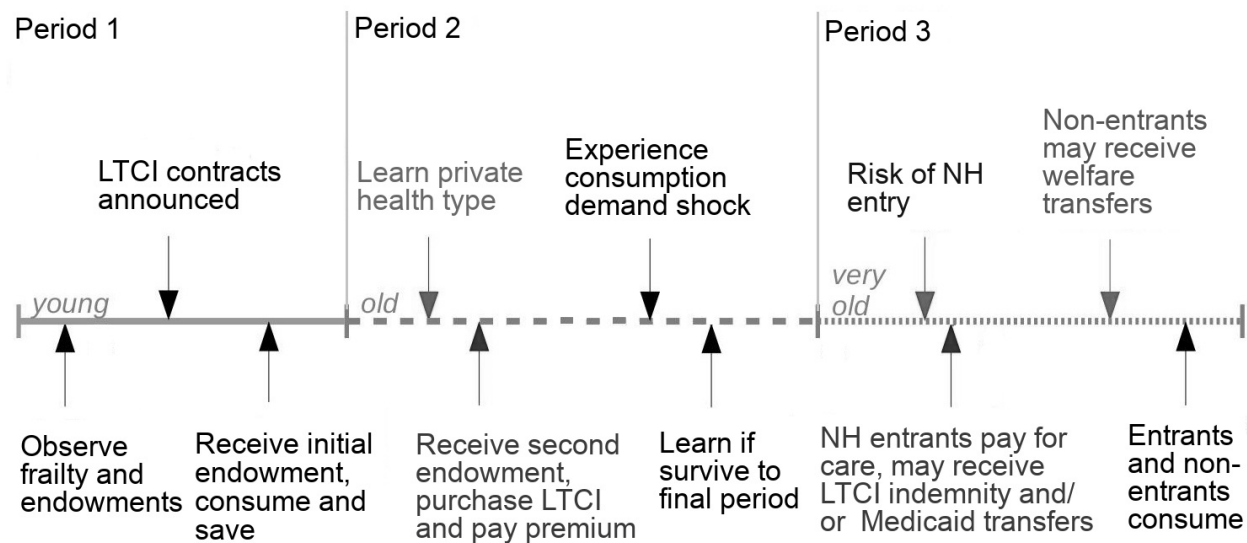 Period 1
Period 2
Period 3
LTCI contracts
announced
Learn private
health type
Experience
consumption
demand shock
Risk of NH
entry
Non-entrants
may receive
welfare
transfers
young
old
very
old
Observe
frailty and
endowments
Receive initial
endowment,
consume and
save
Receive second
endowment,
purchase LTCI
and pay premium
Learn if
survive to
final period
NH entrants pay for
care, may receive
LTCI indemnity and/
or Medicaid transfers
Entrants
and non-
entrants
consume